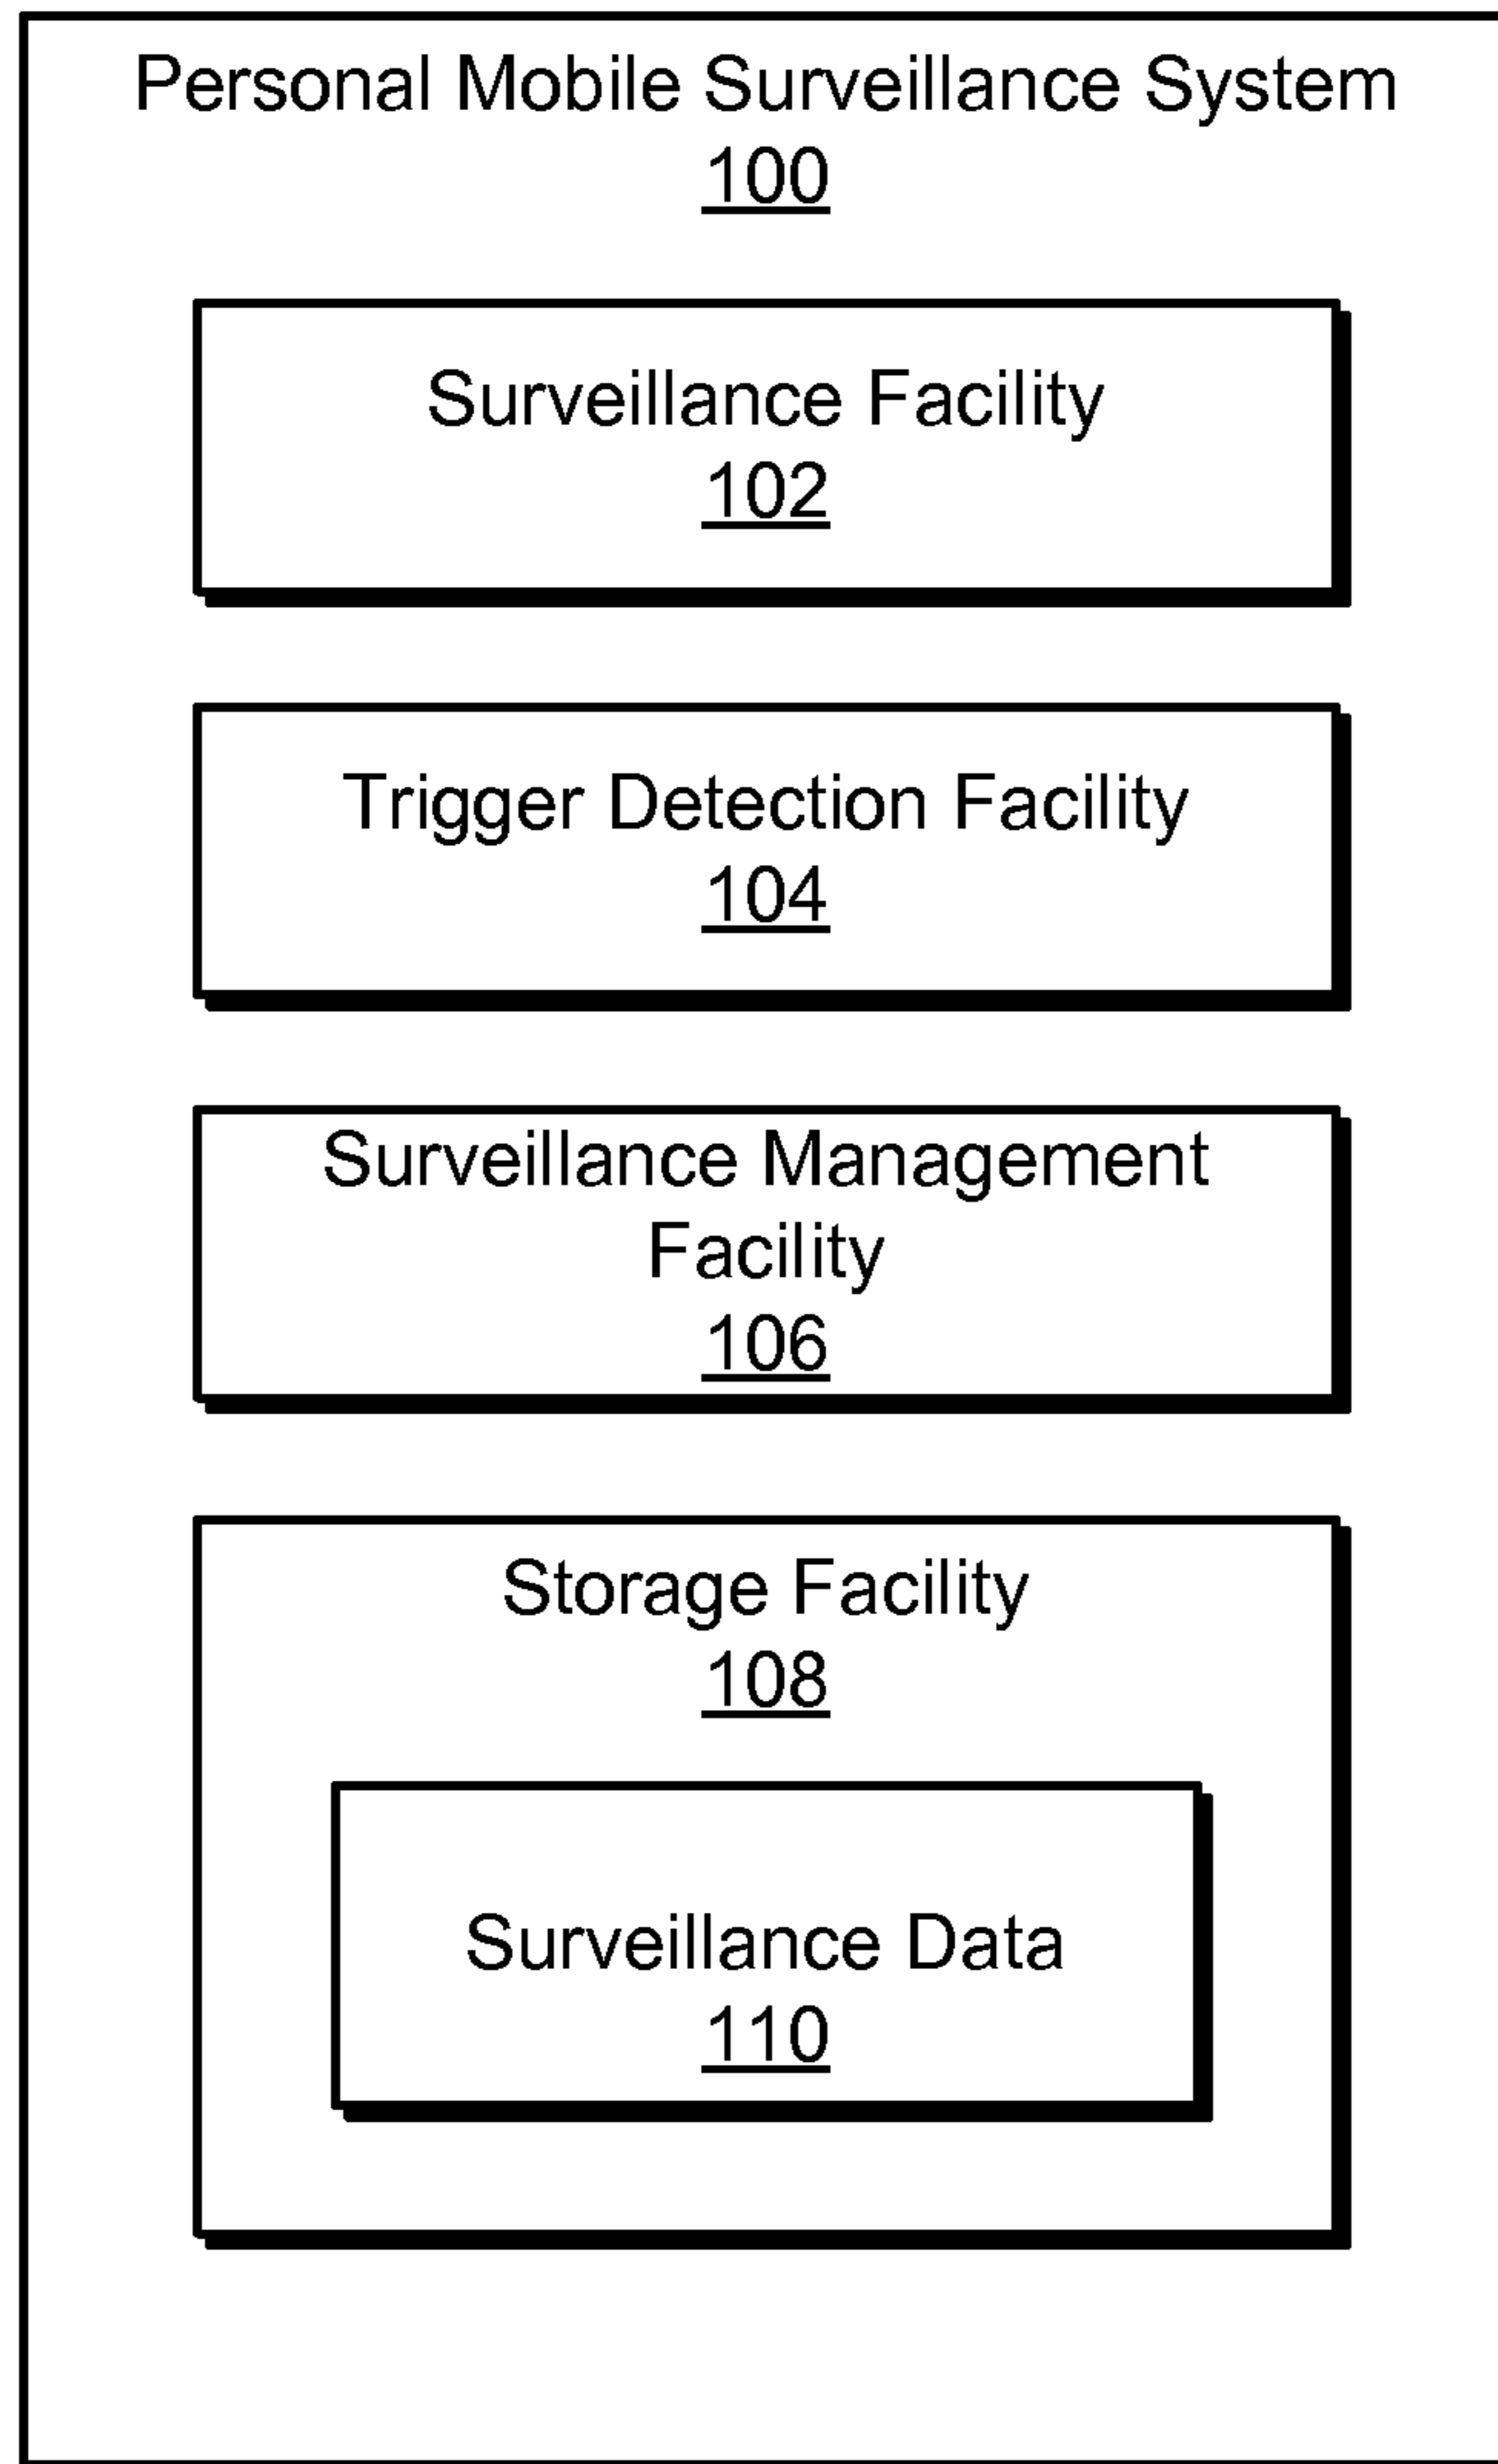 Personal Mobile Surveillance System
100
Surveillance Facility
102
Trigger Detection Facility
104
Surveillance Management
Facility
106
Storage Facility
108
Surveillance Data
110